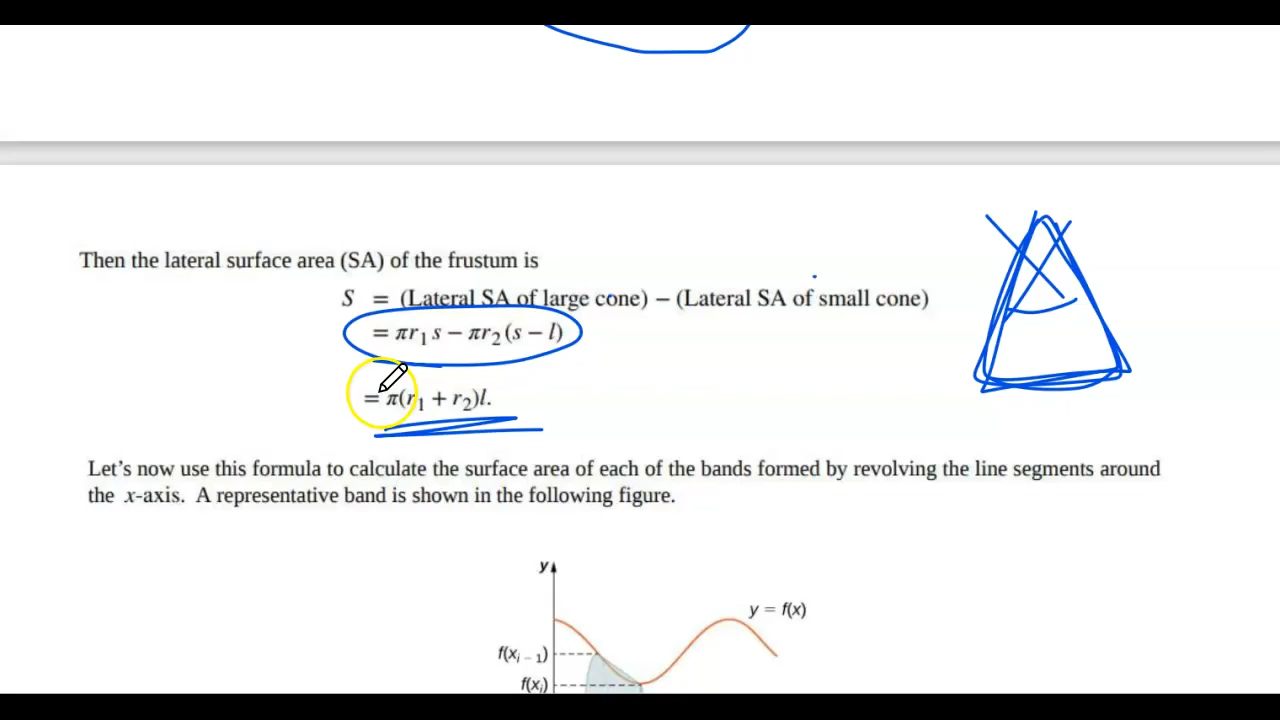 Then the lateral surface area (SA) of the frustum is
S = (Lateral SA of large cone) − (Lateral SA of small cone)
= πr₁s − πr₂(s − l)
= π(r₁ + r₂)l.
Let’s now use this formula to calculate the surface area of each of the bands formed by revolving the line segments around
the x-axis. A representative band is shown in the following figure.
y
y = f(x)
f(xᵢ₋₁)
f(xᵢ)